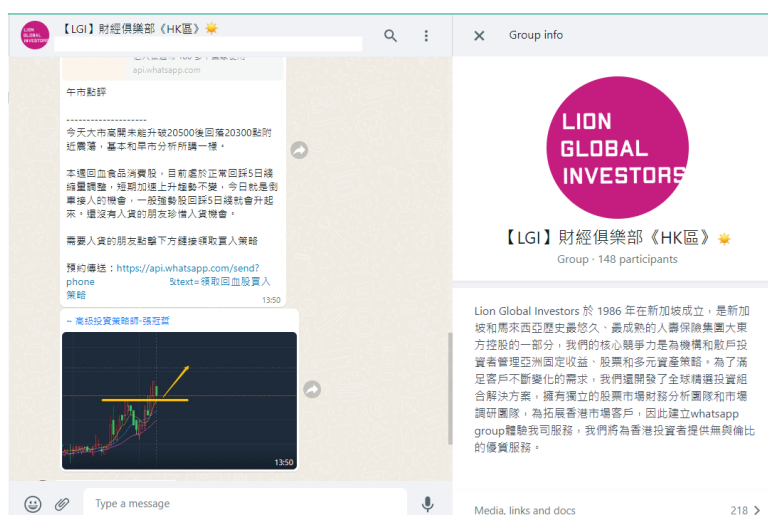 【LGI】財經俱樂部《HK區》
api.whatsapp.com
午市點評
--------------------
今天大市高開未能升破20500後回落20300點附
近震蕩，基本和早市分析所講一樣。
本週回血食品消費股，目前處於正常回踩5日綫
縮量調整，短期加速上升趨勢不變，今日就是倒
車接人的機會，一般強勢股回踩5日綫就會升起
來。還沒有入貨的朋友珍惜入貨機會。
需要入貨的朋友點擊下方鏈接領取買入策略
預約傳送：https://api.whatsapp.com/send?
phone &text=領取回血股買入
策略
13:50
~ 高級投資策略師-張冠哲
13:50
Type a message
Group info
LION
GLOBAL
INVESTORS
【LGI】財經俱樂部《HK區》
Group · 148 participants
Lion Global Investors 於 1986 年在新加坡成立，是新加
坡和馬來西亞歷史最悠久、最成熟的人壽保險集團大東
方控股的一部分，我們的核心競爭力是為機構和散戶投
資者管理亞洲固定收益、股票和多元資產策略。為了滿
足客戶不斷變化的需求，我們還開發了全球精選投資組
合解決方案，擁有獨立的股票市場財務分析團隊和市場
調研團隊，為拓展香港市場客戶，因此建立whatsapp
group體驗我司服務，我們將為香港投資者提供無與倫比
的優質服務。
Media, links and docs
218